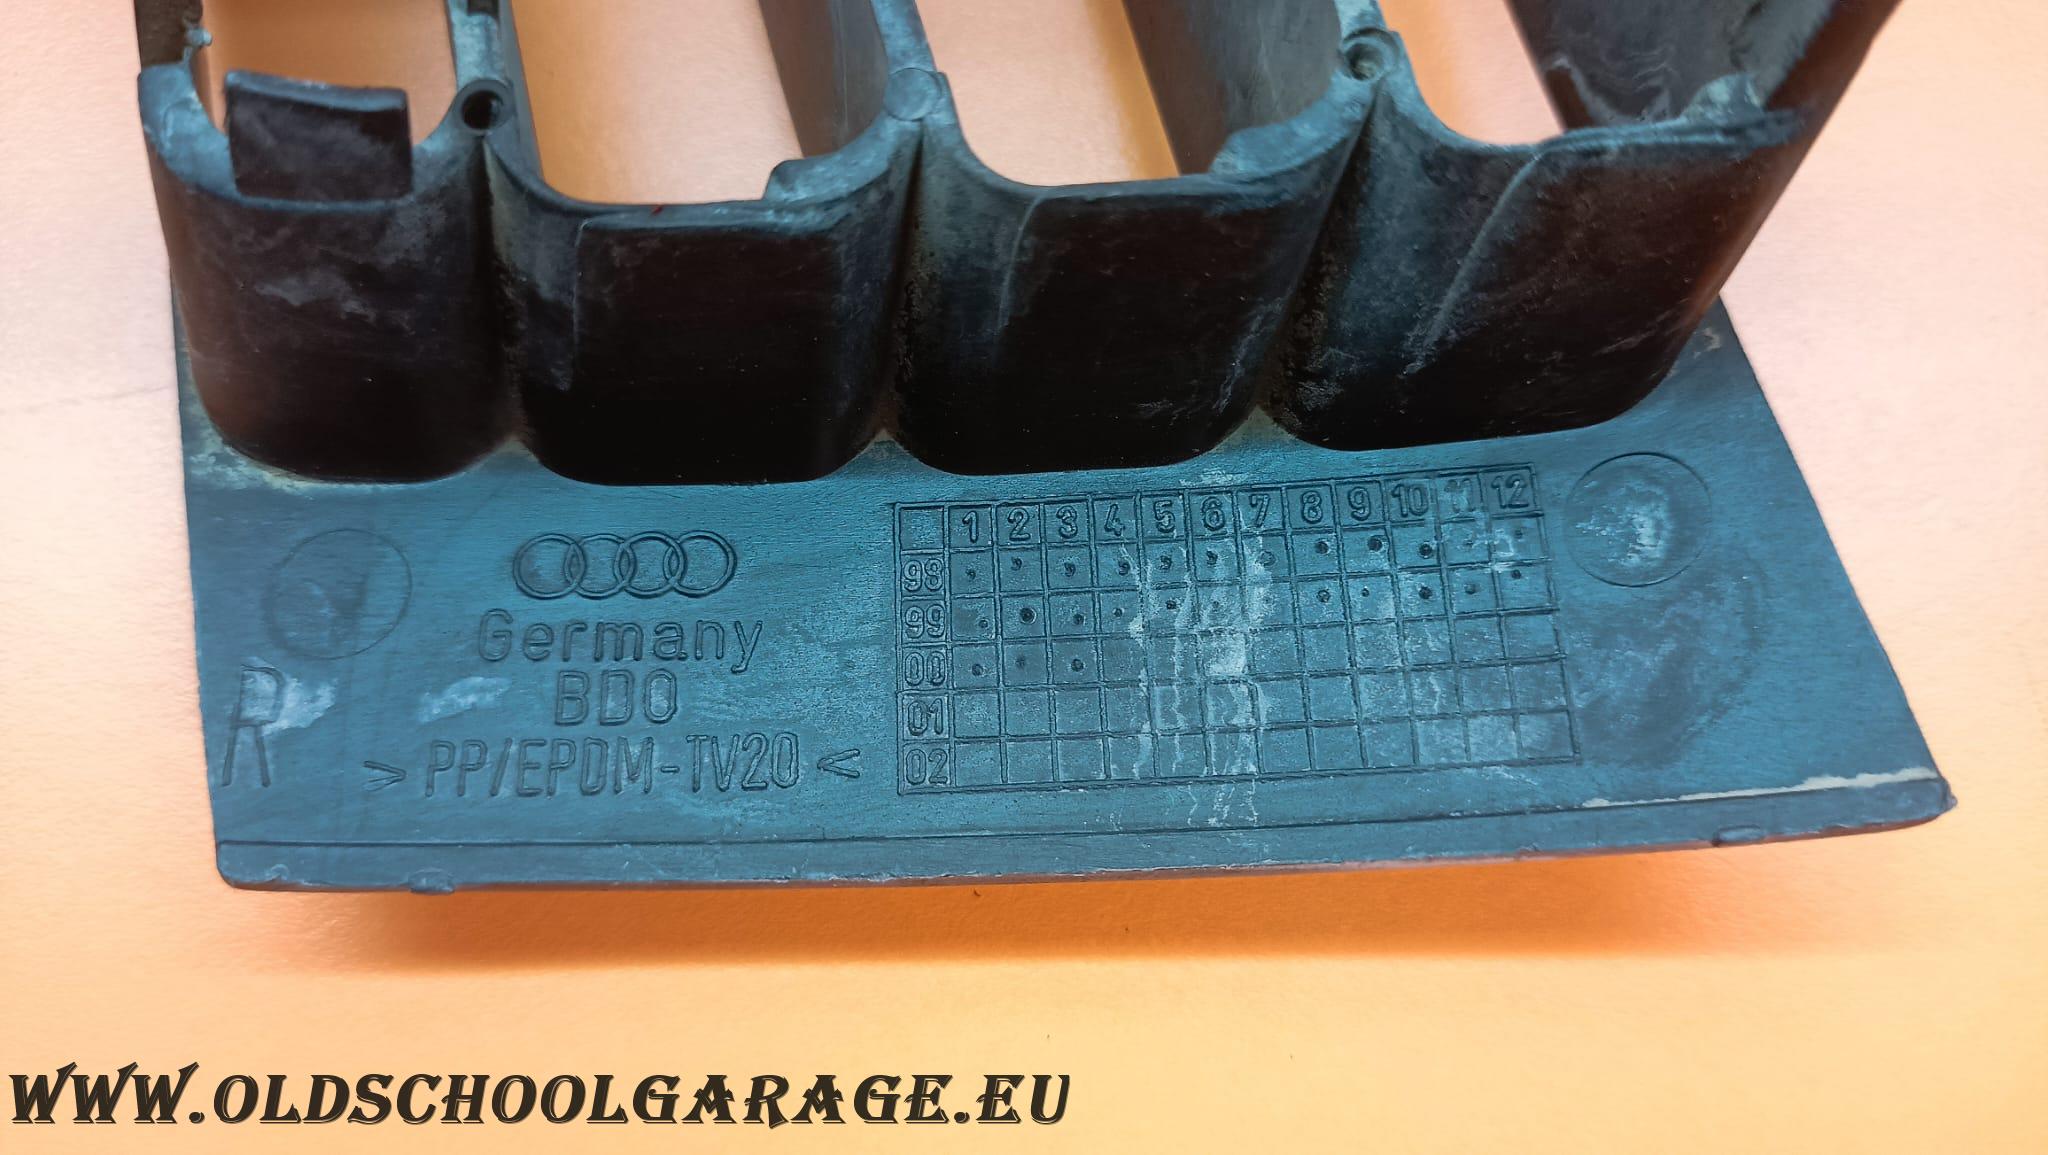 Germany
BDO
> PP/EPDM-TV20 <
R
1 2 3 4 5 6 7 8 9 10 11 12
98
99
00
01
02
WWW.OLDSCHOOLGARAGE.EU